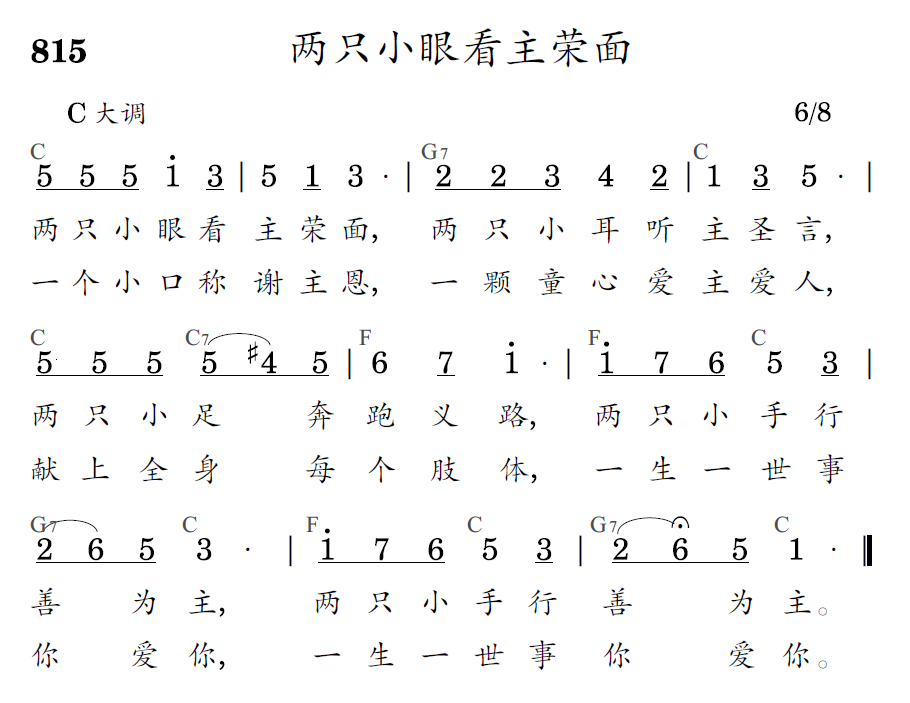 815 两只小眼看主荣面
C 大调 6/8
C G7 C
5 5 5 i 3 | 5 1 3 · | 2 2 3 4 2 | 1 3 5 · |
两只小眼看 主荣面, 两只小耳听 主圣言,
一个小口称 谢主恩, 一颗童心爱 主爱人,
C C7 F F C
5 5 5 5 #4 5 | 6 7 i · | i 7 6 5 3 |
两只小足 奔 跑义路, 两只小手行
献上全身 每 个肢体, 一生一世事
G7 C F C G7 C
2 6 5 3 · | i 7 6 5 3 | 2 6 5 1 · ‖
善 为主, 两只小手行 善 为主。
你 爱你, 一生一世事 你 爱你。